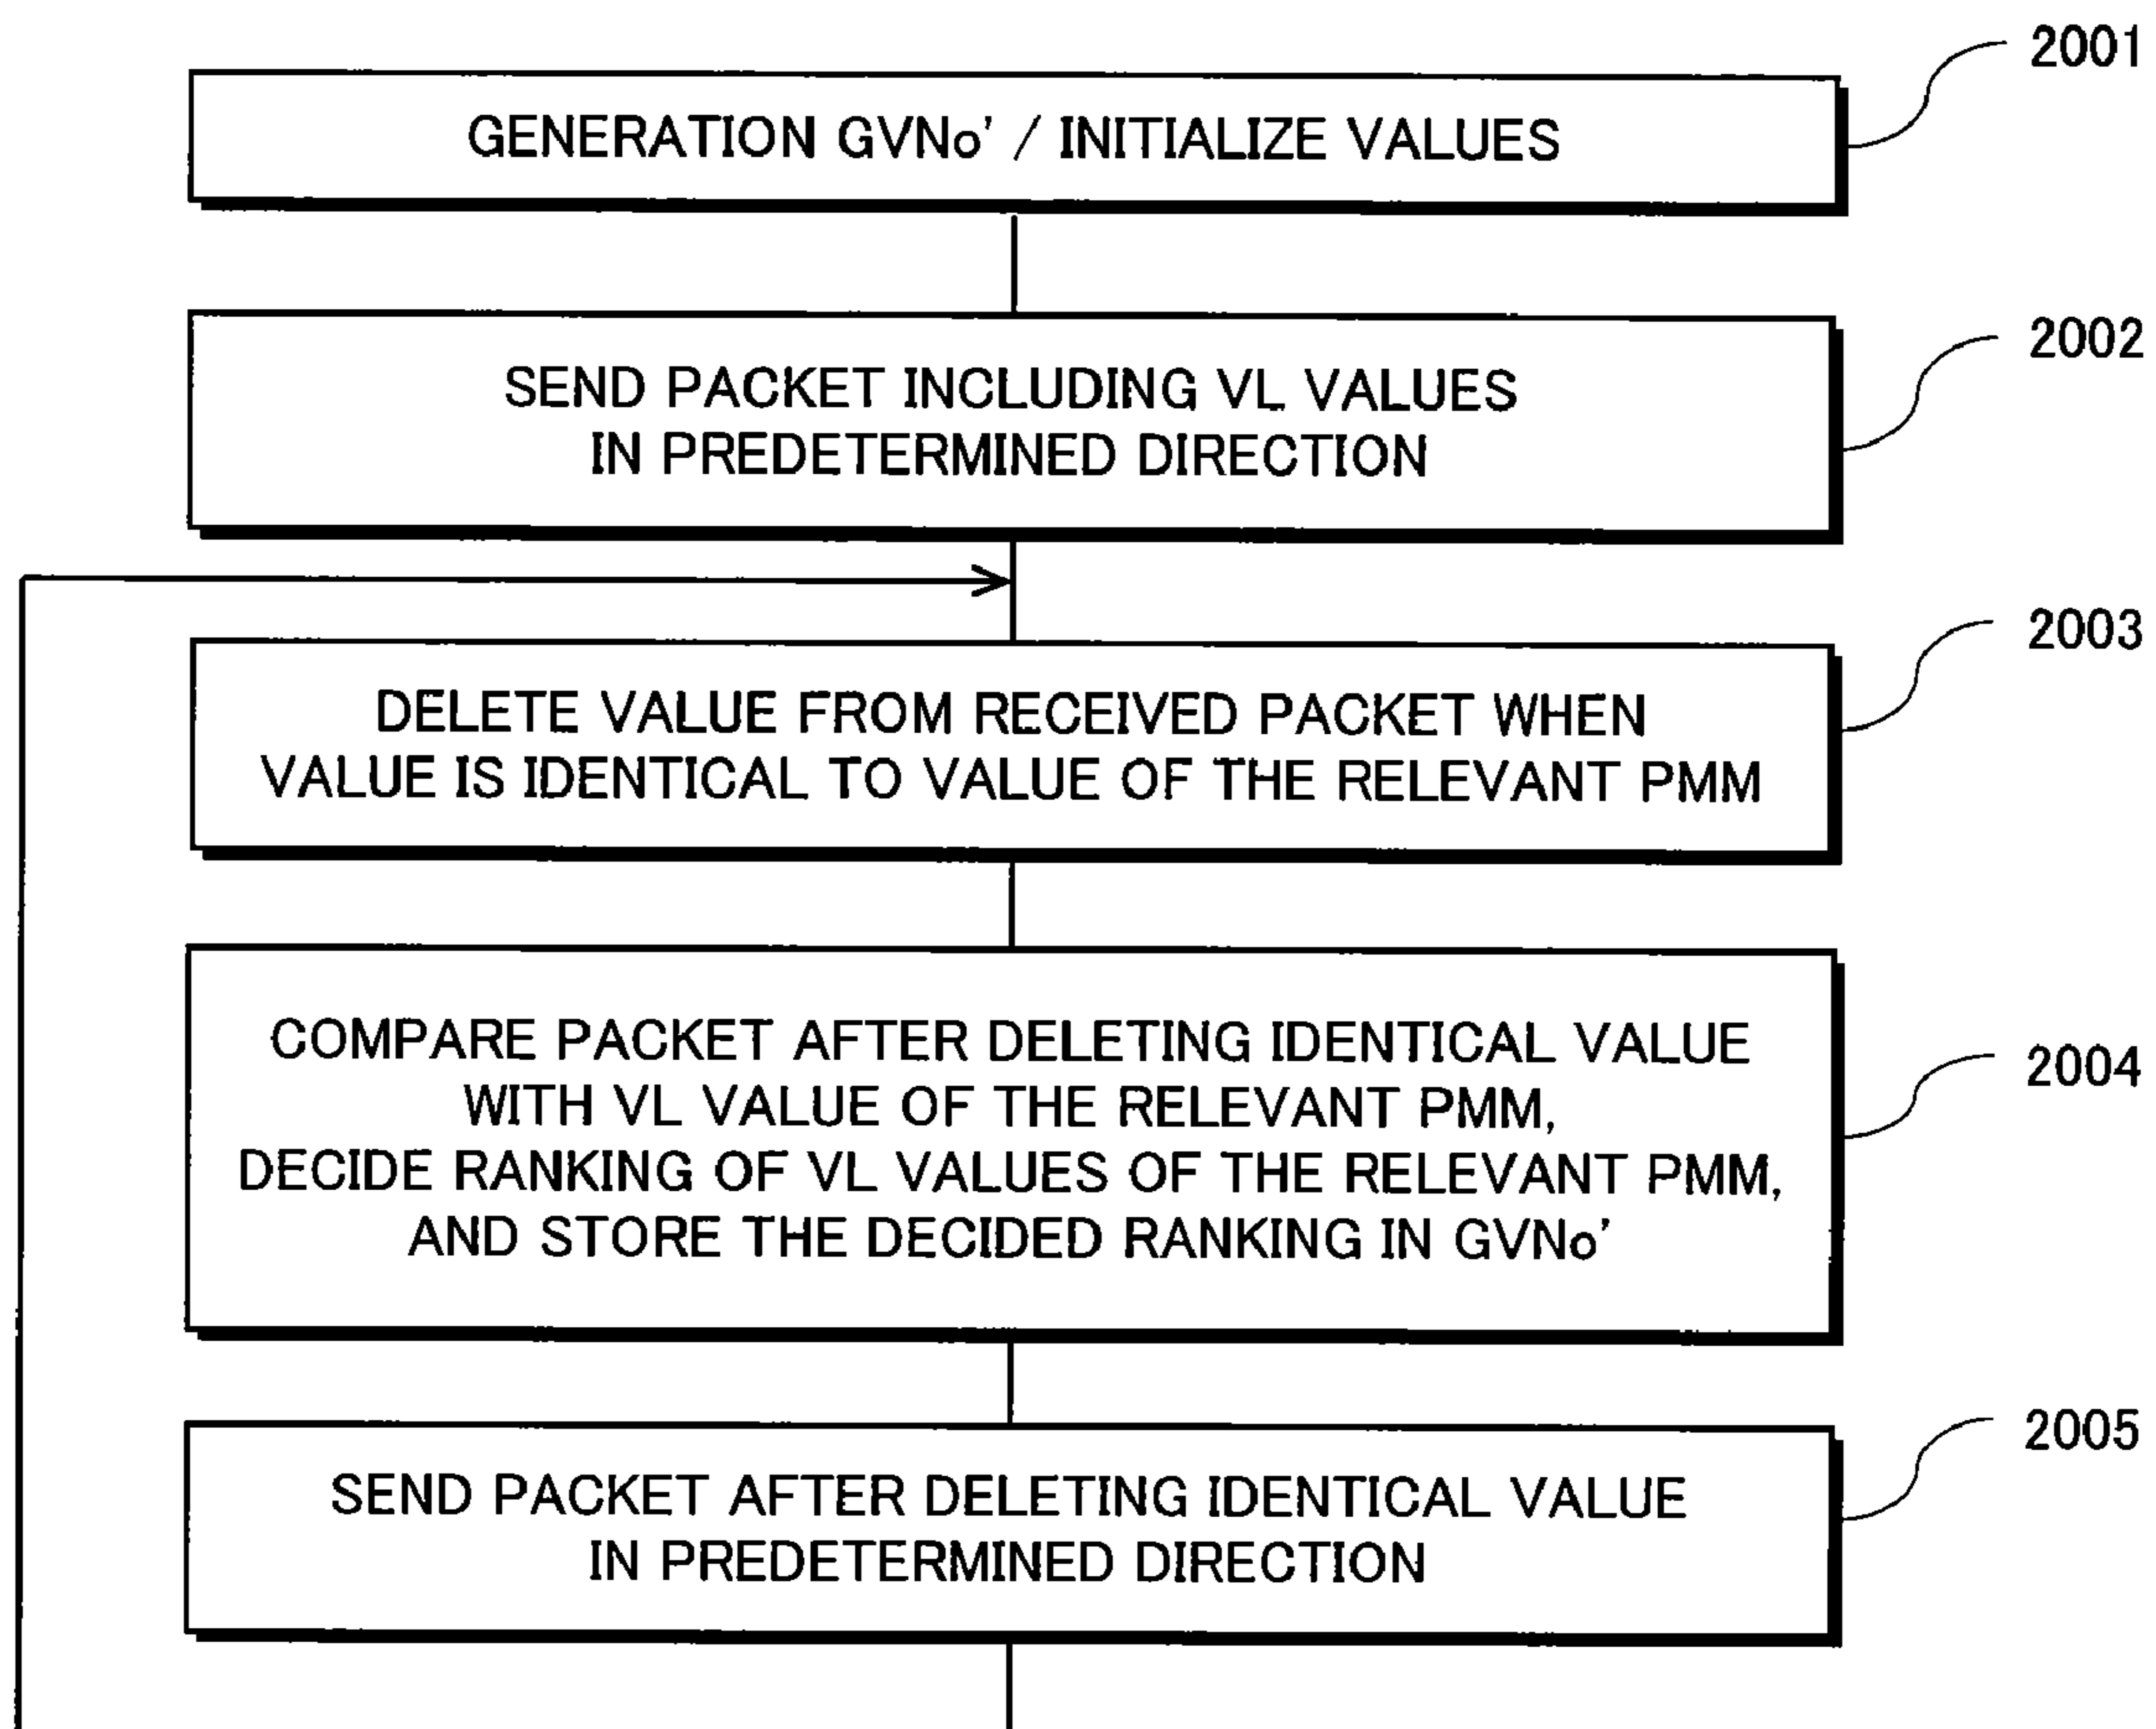 2001
GENERATION GVNo' / INITIALIZE VALUES
2002
SEND PACKET INCLUDING VL VALUES
IN PREDETERMINED DIRECTION
2003
DELETE VALUE FROM RECEIVED PACKET WHEN
VALUE IS IDENTICAL TO VALUE OF THE RELEVANT PMM
COMPARE PACKET AFTER DELETING IDENTICAL VALUE
2004
WITH VL VALUE OF THE RELEVANT PMM,
DECIDE RANKING OF VL VALUES OF THE RELEVANT PMM,
AND STORE THE DECIDED RANKING IN GVNo'
2005
SEND PACKET AFTER DELETING IDENTICAL VALUE
IN PREDETERMINED DIRECTION